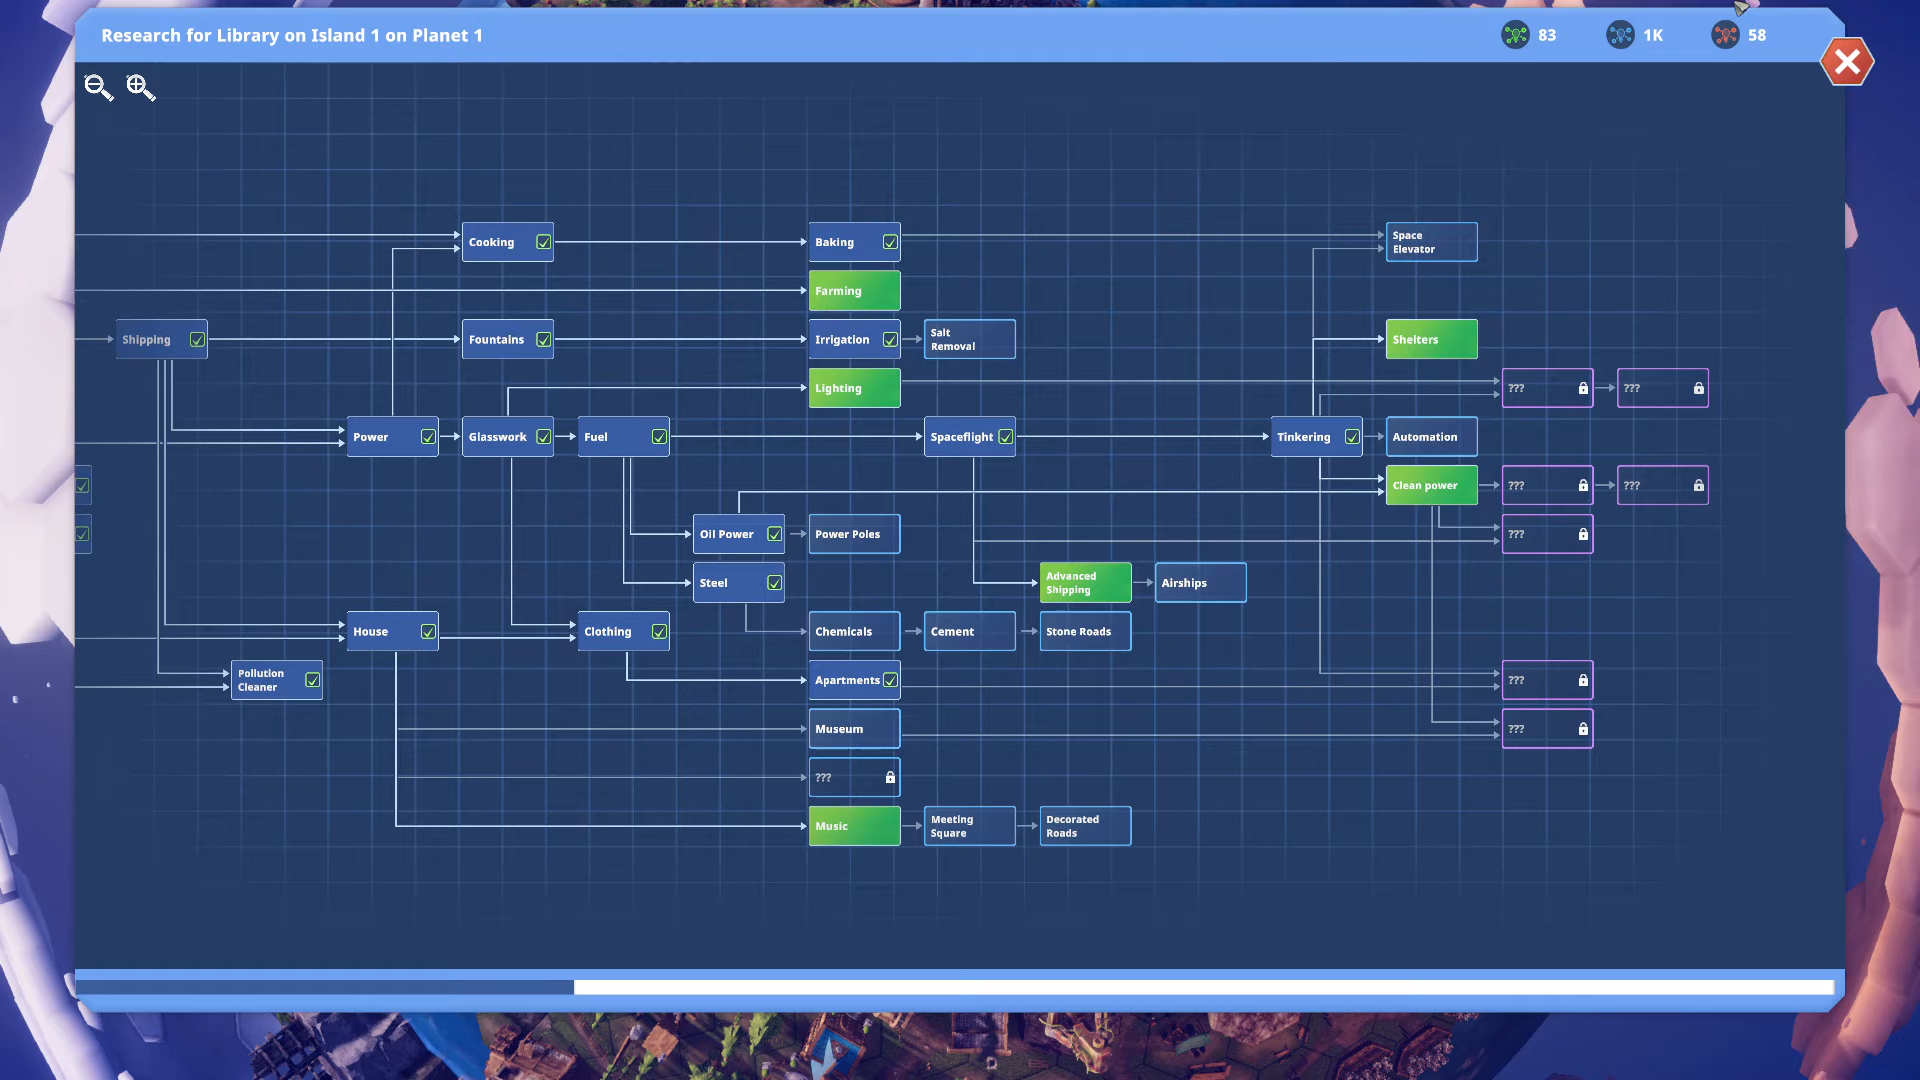 Research for Library on Island 1 on Planet 1
83
1K
58
Cooking
Baking
Space
Elevator
Farming
Shipping
Fountains
Irrigation
Salt
Removal
Shelters
Lighting
???
???
Power
Glasswork
Fuel
Spaceflight
Tinkering
Automation
Clean power
???
???
Oil Power
Power Poles
???
Steel
Advanced
Shipping
Airships
House
Clothing
Chemicals
Cement
Stone Roads
Pollution
Cleaner
Apartments
???
Museum
???
???
Music
Meeting
Square
Decorated
Roads